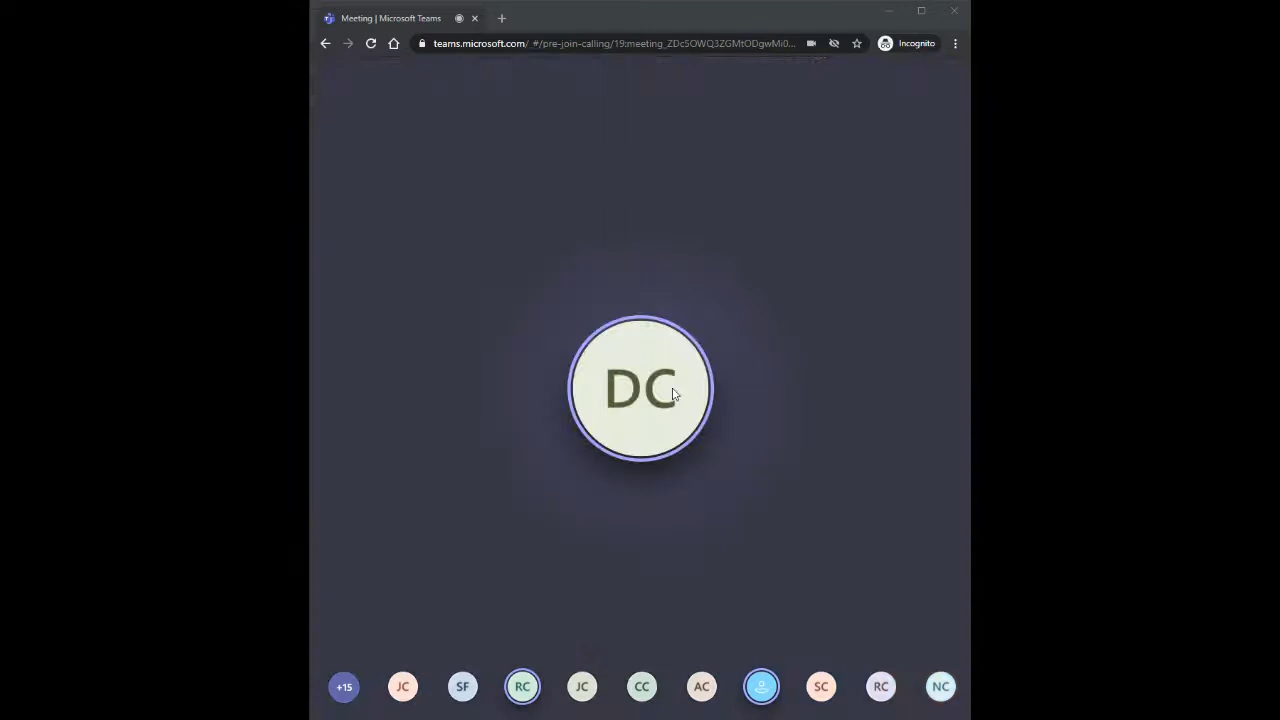 Meeting | Microsoft Teams
teams.microsoft.com/_#/pre-join-calling/19:meeting_ZDc5OWQ3ZGMtODgwMi0...
Incognito
DC
+15 JC SF RC JC CC AC SC RC NC